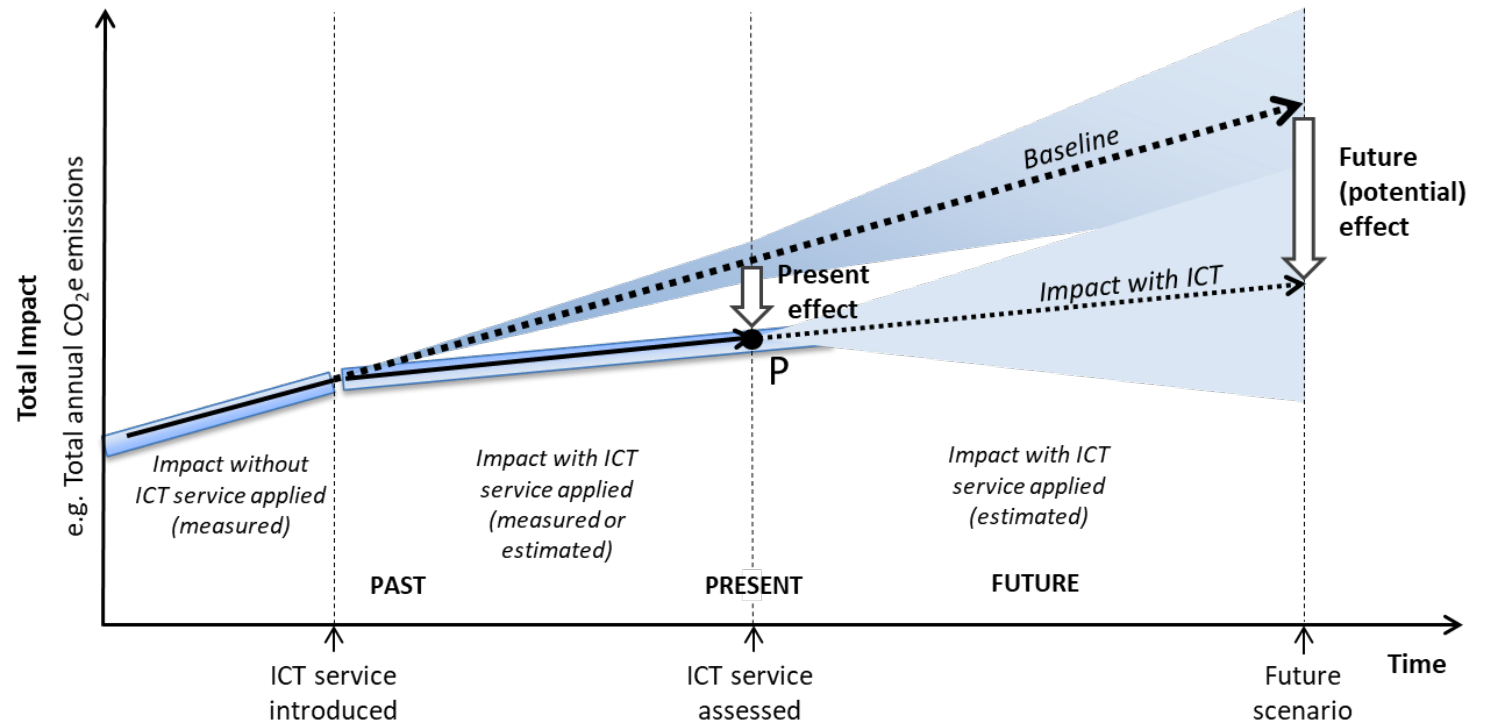 Total Impact
e.g. Total annual CO₂e emissions
Baseline
Future
(potential)
effect
Present
effect
Impact with ICT
P
Impact without
ICT service applied
(measured)
Impact with ICT
service applied
(measured or
estimated)
Impact with ICT
service applied
(estimated)
PAST
PRESENT
FUTURE
ICT service
introduced
ICT service
assessed
Future
scenario
Time